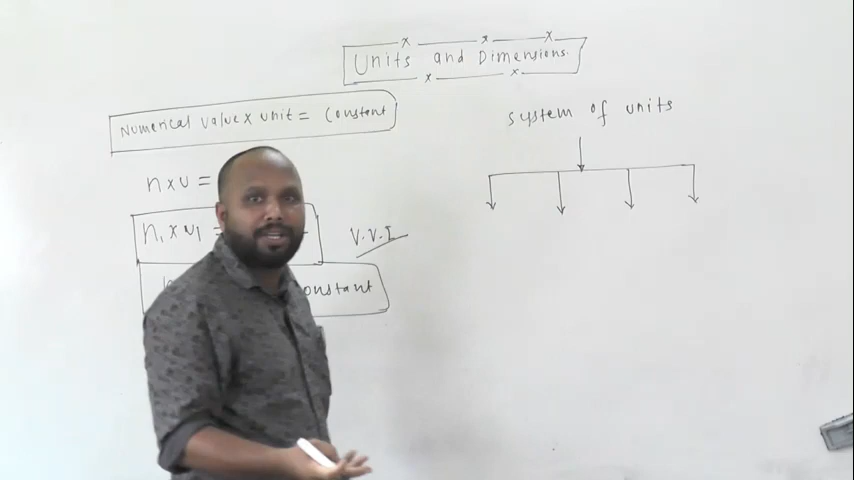 Units and Dimensions.
Numerical value x unit = constant
n x u =
n₁ x u₁ =
V.V.I
onstant
system of units